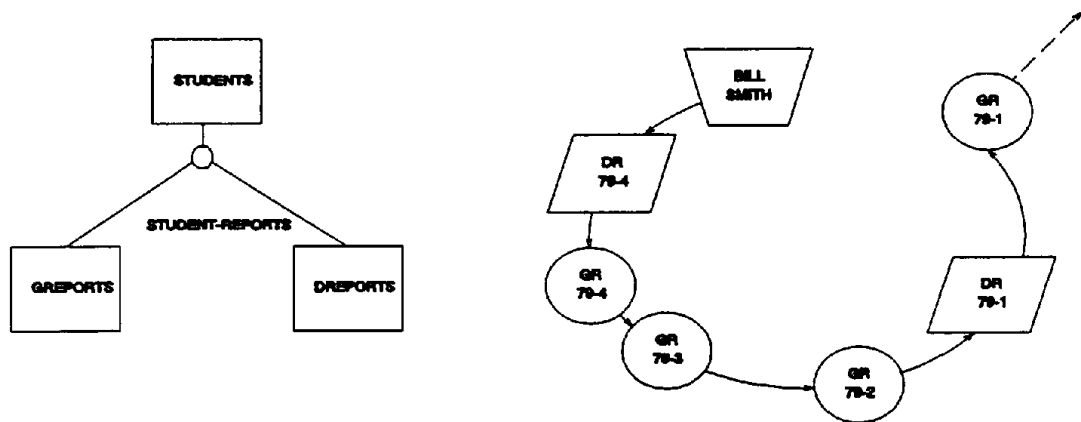 STUDENTS
STUDENT-REPORTS
GREPORTS
DREPORTS
BILL
SMITH
DR
79-4
GR
79-4
GR
79-3
GR
79-2
DR
79-1
GR
79-1